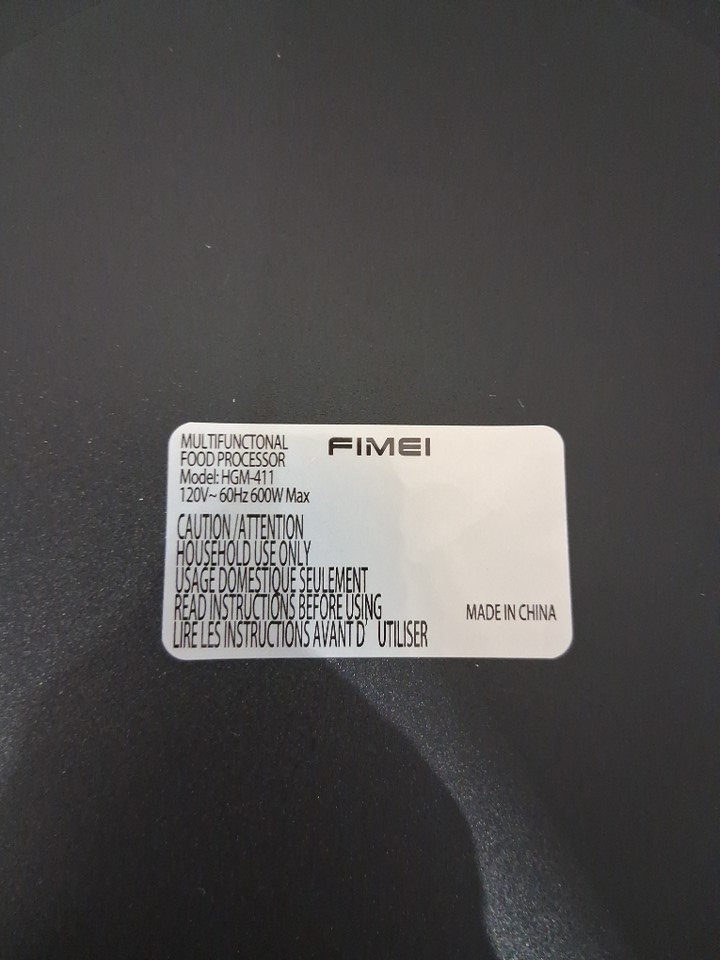 MULTIFUNCTONAL
FOOD PROCESSOR
Model: HGM-411
120V~ 60Hz 600W Max
FIMEI
CAUTION /ATTENTION
HOUSEHOLD USE ONLY
USAGE DOMESTIQUE SEULEMENT
READ INSTRUCTIONS BEFORE USING
LIRE LES INSTRUCTIONS AVANT D’ UTILISER
MADE IN CHINA